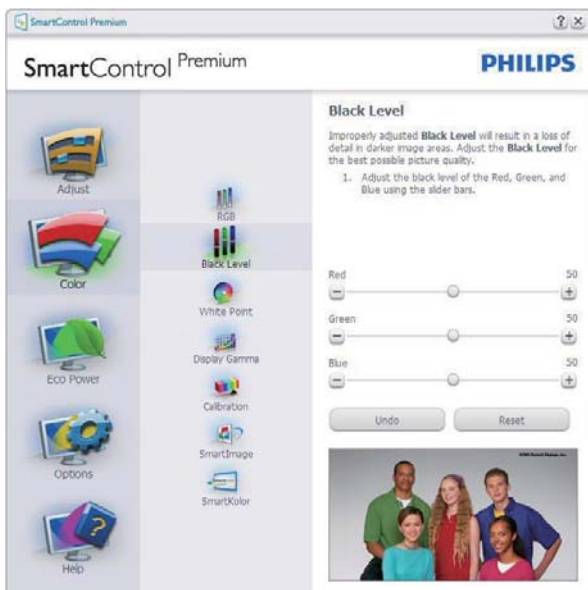 SmartControl Premium
SmartControl Premium
PHILIPS
Adjust
Color
Eco Power
Options
Help
RGB
Black Level
White Point
Display Gamma
Calibration
SmartImage
SmartKolor
Black Level
Improperly adjusted Black Level will result in a loss of
detail in darker image areas. Adjust the Black Level for
the best possible picture quality.
1. Adjust the black level of the Red, Green, and
Blue using the slider bars.
Red 50
Green 50
Blue 50
Undo Reset